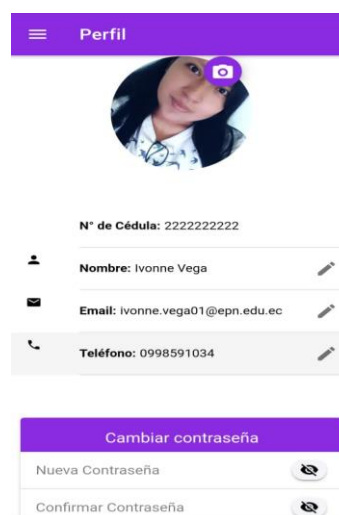 Perfil
N° de Cédula: 2222222222
Nombre: Ivonne Vega
Email: ivonne.vega01@epn.edu.ec
Teléfono: 0998591034
Cambiar contraseña
Nueva Contraseña
Confirmar Contraseña